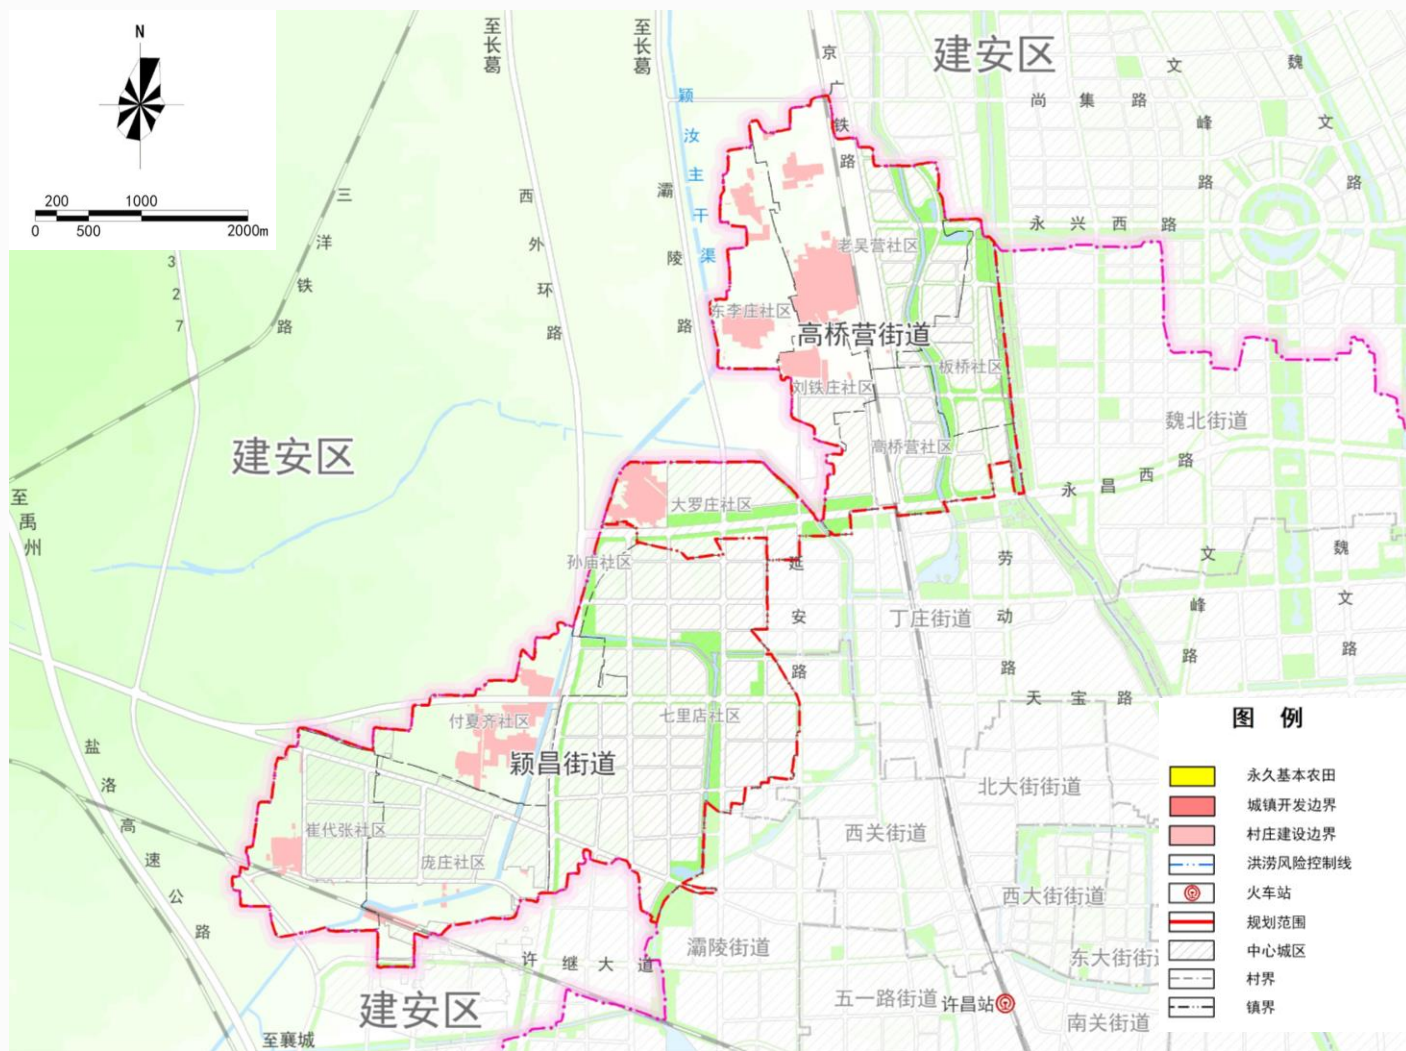 N
200 1000
0 500 2000m
至长葛
至长葛
颍汝主干渠
京广铁路
建安区
尚集路
文峰路
魏文路
永兴西路
三洋铁路
西外环路
灞陵路
327
老吴营社区
东李庄社区
高桥营街道
刘铁庄社区
板桥社区
高桥营社区
魏北街道
永昌西路
建安区
至禹州
大罗庄社区
孙庙社区
延安路
劳动路
文峰路
魏文路
丁庄街道
天宝路
七里店社区
付夏齐社区
颍昌街道
崔代张社区
庞庄社区
盐洛高速公路
北大街街道
西关街道
西大街街道
灞陵街道
东大街街道
许继大道
建安区
五一路街道
许昌站
南关街道
至襄城
图 例
永久基本农田
城镇开发边界
村庄建设边界
洪涝风险控制线
火车站
规划范围
中心城区
村界
镇界